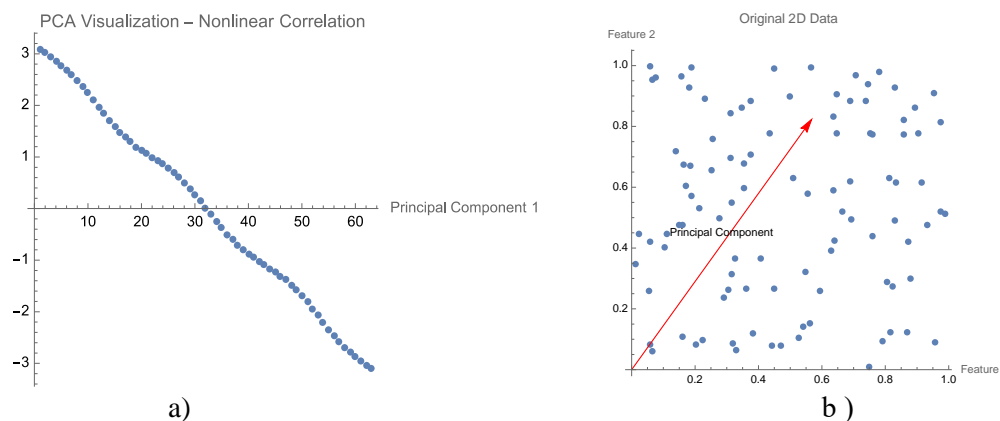 PCA Visualization – Nonlinear Correlation
3
2
1
10 20 30 40 50 60
Principal Component 1
-1
-2
-3
a)
Original 2D Data
Feature 2
1.0
0.8
0.6
Principal Component
0.4
0.2
Feature
0.2 0.4 0.6 0.8 1.0
b )